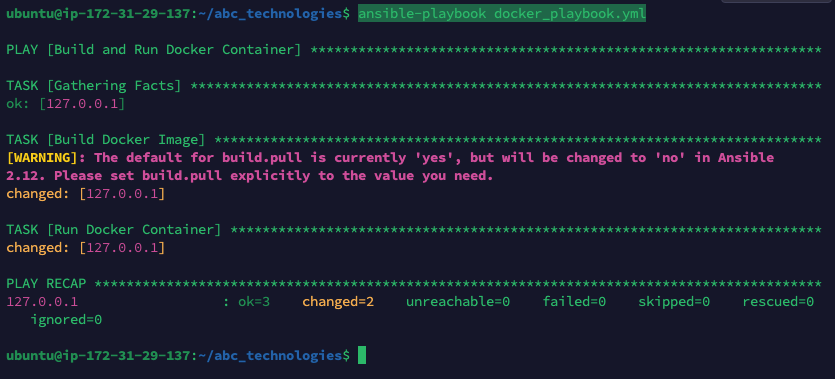 ubuntu@ip-172-31-29-137:~/abc_technologies$ ansible-playbook docker_playbook.yml
PLAY [Build and Run Docker Container] ****************************************************************
TASK [Gathering Facts] *******************************************************************************
ok: [127.0.0.1]
TASK [Build Docker Image] ****************************************************************************
[WARNING]: The default for build.pull is currently 'yes', but will be changed to 'no' in Ansible
2.12. Please set build.pull explicitly to the value you need.
changed: [127.0.0.1]
TASK [Run Docker Container] **************************************************************************
changed: [127.0.0.1]
PLAY RECAP *******************************************************************************************
127.0.0.1                  : ok=3    changed=2    unreachable=0    failed=0    skipped=0    rescued=0
   ignored=0
ubuntu@ip-172-31-29-137:~/abc_technologies$